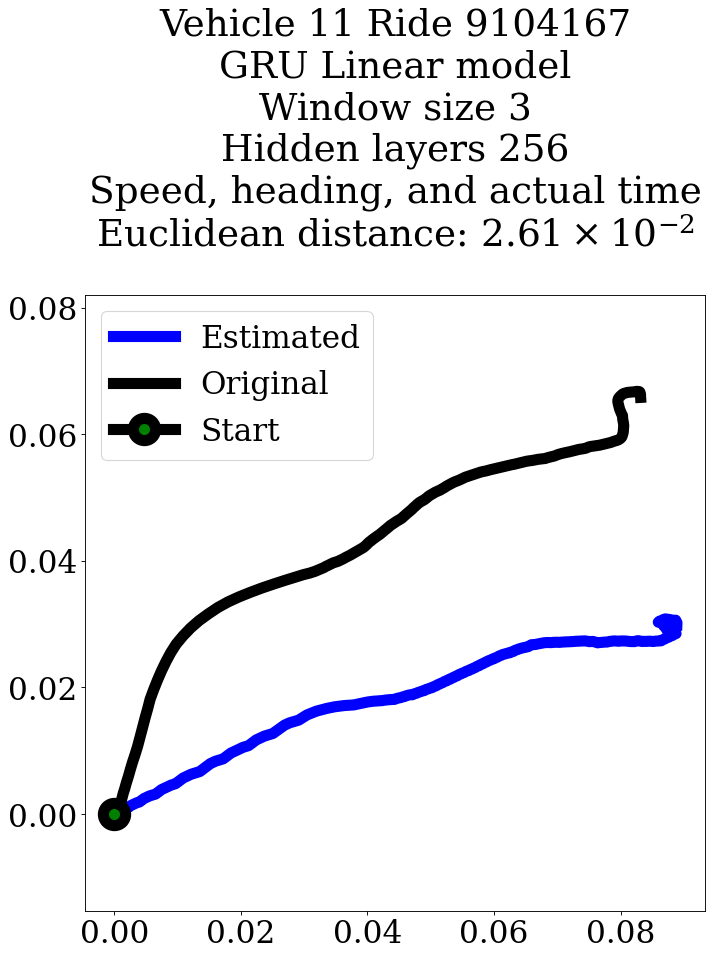 Vehicle 11 Ride 9104167
GRU Linear model
Window size 3
Hidden layers 256
Speed, heading, and actual time
Euclidean distance: 2.61 × 10⁻²
0.08
0.06
0.04
0.02
0.00
Estimated
Original
Start
0.00 0.02 0.04 0.06 0.08